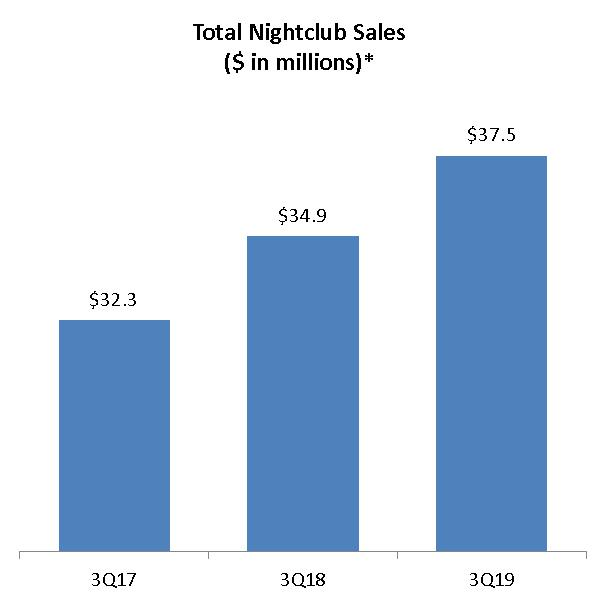 Total Nightclub Sales
($ in millions)*
$37.5
$34.9
$32.3
3Q17 3Q18 3Q19